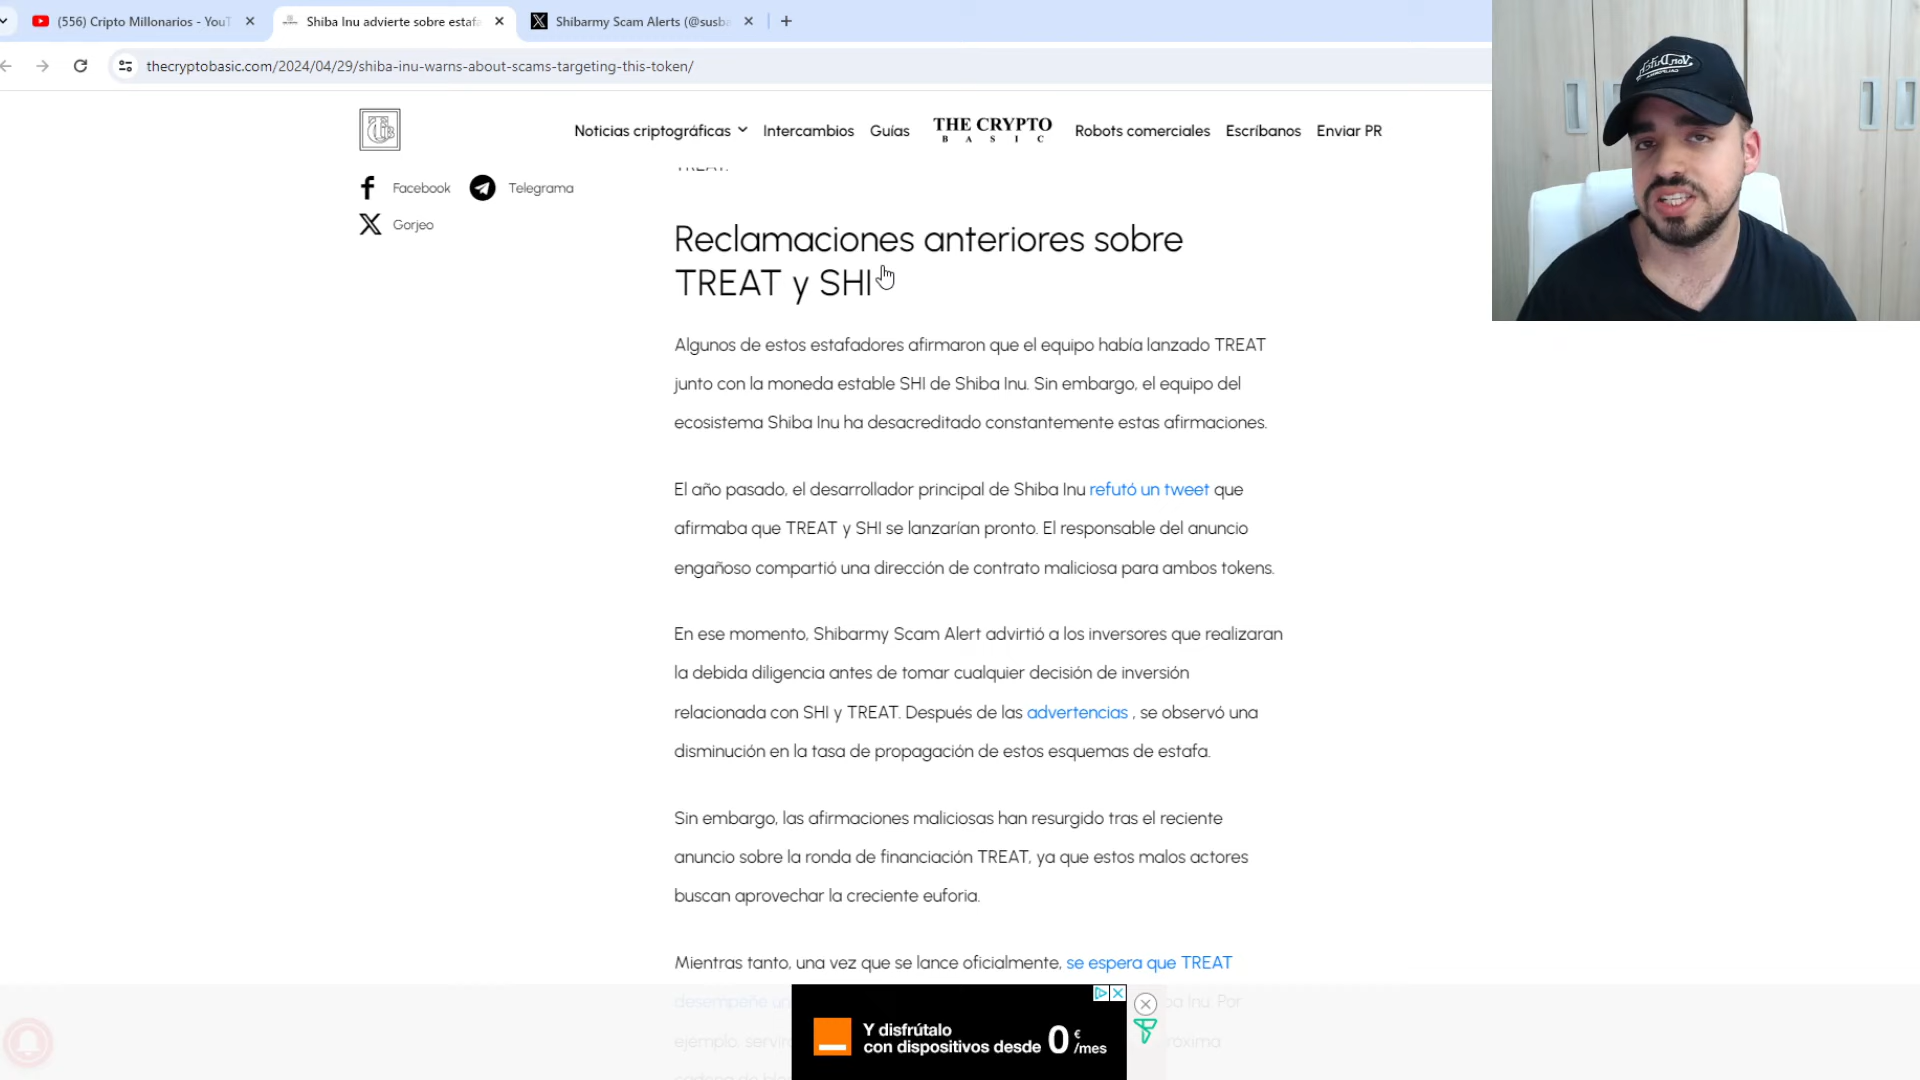 (556) Cripto Millonarios - YouT
Shiba Inu advierte sobre estaf
Shibarmy Scam Alerts (@susba
thecryptobasic.com/2024/04/29/shiba-inu-warns-about-scams-targeting-this-token/
Noticias criptográficas
Intercambios
Guías
THE CRYPTO
BASIC
Robots comerciales
Escríbanos
Enviar PR
Facebook
Telegrama
Gorjeo
TREAT.
Reclamaciones anteriores sobre
TREAT y SHI
Algunos de estos estafadores afirmaron que el equipo había lanzado TREAT
junto con la moneda estable SHI de Shiba Inu. Sin embargo, el equipo del
ecosistema Shiba Inu ha desacreditado constantemente estas afirmaciones.
El año pasado, el desarrollador principal de Shiba Inu refutó un tweet que
afirmaba que TREAT y SHI se lanzarían pronto. El responsable del anuncio
engañoso compartió una dirección de contrato maliciosa para ambos tokens.
En ese momento, Shibarmy Scam Alert advirtió a los inversores que realizaran
la debida diligencia antes de tomar cualquier decisión de inversión
relacionada con SHI y TREAT. Después de las advertencias , se observó una
disminución en la tasa de propagación de estos esquemas de estafa.
Sin embargo, las afirmaciones maliciosas han resurgido tras el reciente
anuncio sobre la ronda de financiación TREAT, ya que estos malos actores
buscan aprovechar la creciente euforia.
Mientras tanto, una vez que se lance oficialmente, se espera que TREAT
desempeñe un
Inu. Por
ejemplo, servir
Y disfrútalo
con dispositivos desde 0 €/mes